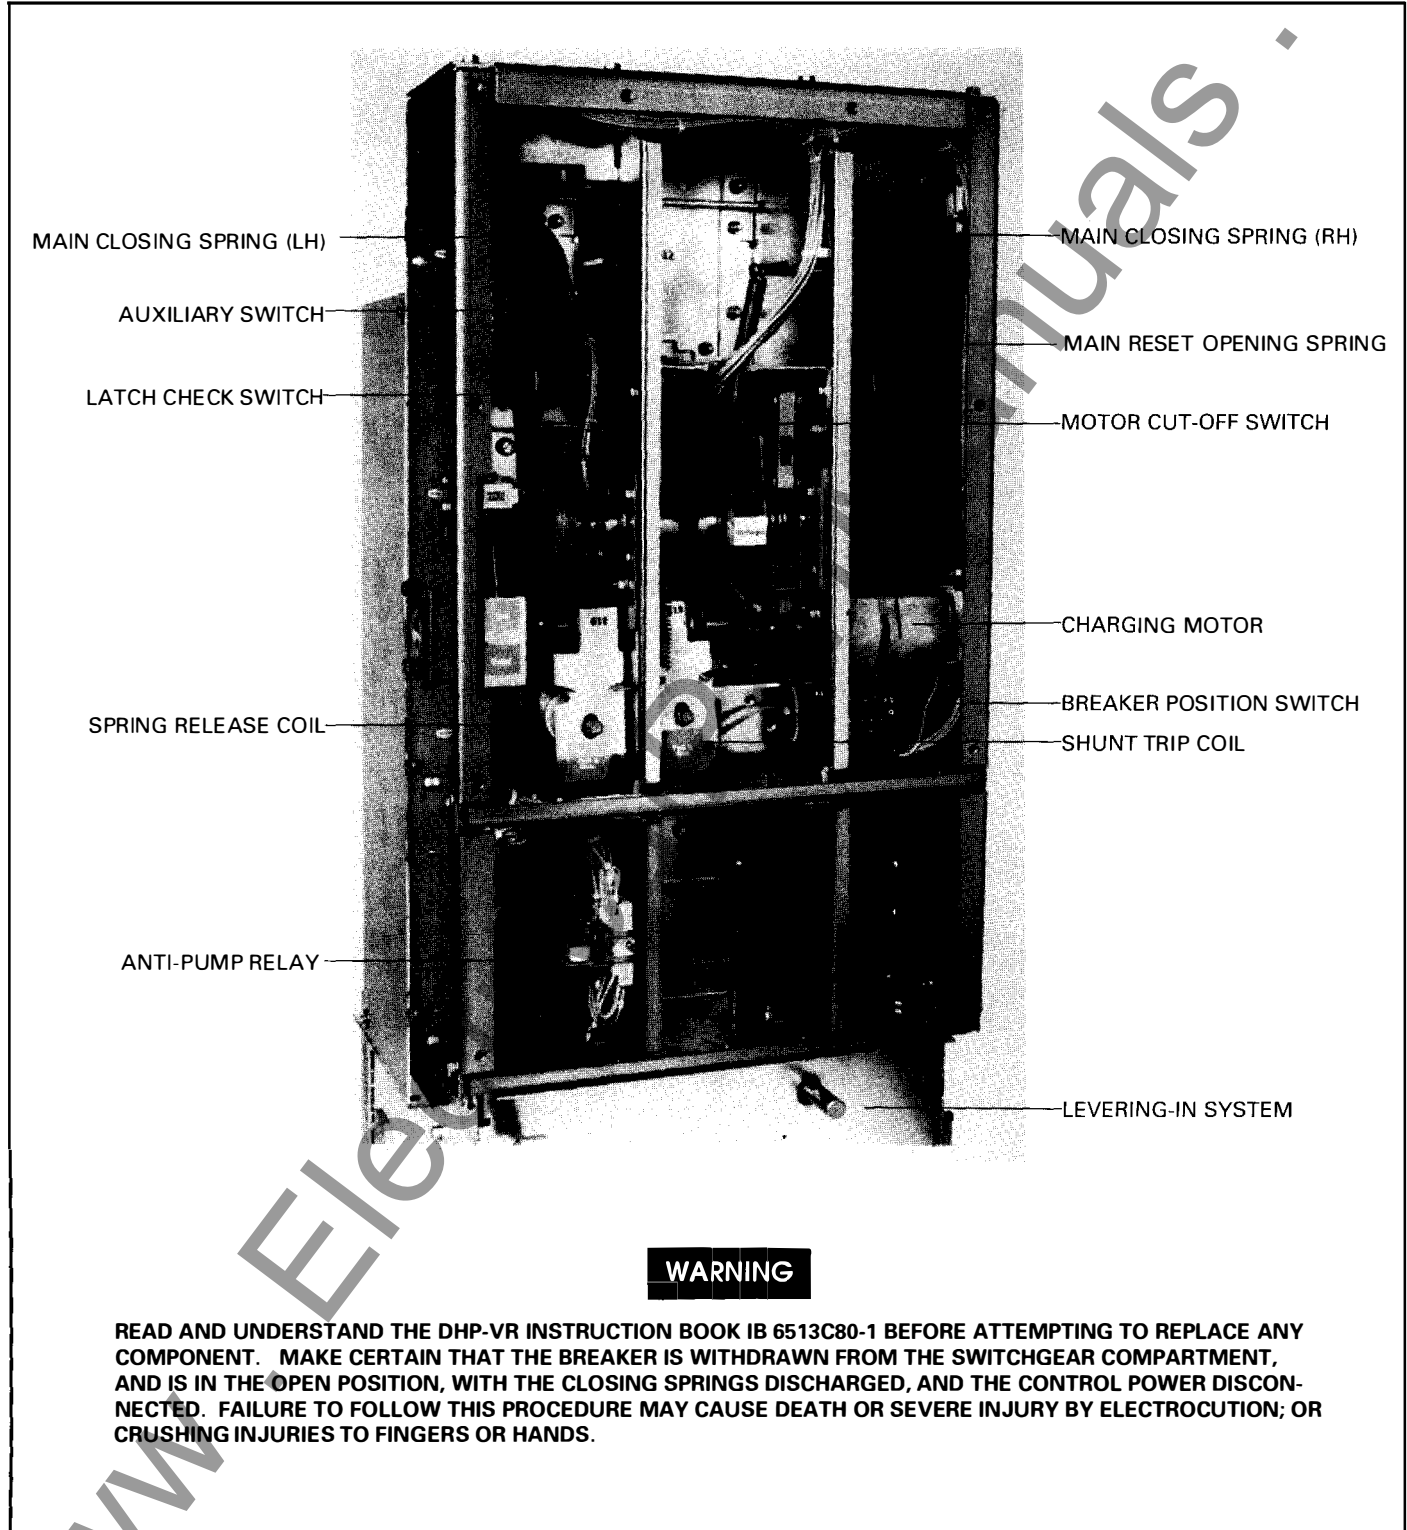 MAIN CLOSING SPRING (LH)
AUXILIARY SWITCH
LATCH CHECK SWITCH
SPRING RELEASE COIL
ANTI-PUMP RELAY
MAIN CLOSING SPRING (RH)
MAIN RESET OPENING SPRING
MOTOR CUT-OFF SWITCH
CHARGING MOTOR
BREAKER POSITION SWITCH
SHUNT TRIP COIL
LEVERING-IN SYSTEM
WARNING
READ AND UNDERSTAND THE DHP-VR INSTRUCTION BOOK IB 6513C80-1 BEFORE ATTEMPTING TO REPLACE ANY
COMPONENT. MAKE CERTAIN THAT THE BREAKER IS WITHDRAWN FROM THE SWITCHGEAR COMPARTMENT,
AND IS IN THE OPEN POSITION, WITH THE CLOSING SPRINGS DISCHARGED, AND THE CONTROL POWER DISCON-
NECTED. FAILURE TO FOLLOW THIS PROCEDURE MAY CAUSE DEATH OR SEVERE INJURY BY ELECTROCUTION; OR
CRUSHING INJURIES TO FINGERS OR HANDS.